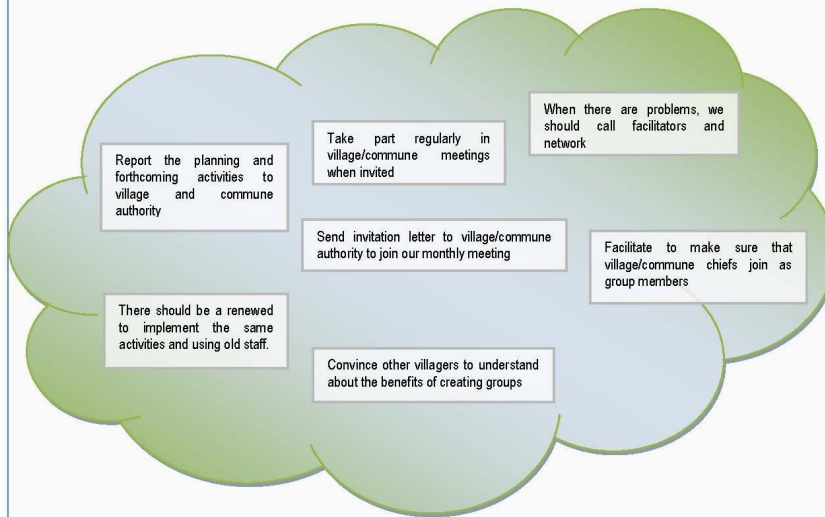 When there are problems, we
should call facilitators and
network
Take part regularly in
village/commune meetings
when invited
Report the planning and
forthcoming activities to
village and commune
authority
Send invitation letter to village/commune
authority to join our monthly meeting
Facilitate to make sure that
village/commune chiefs join as
group members
There should be a renewed
to implement the same
activities and using old staff.
Convince other villagers to understand
about the benefits of creating groups